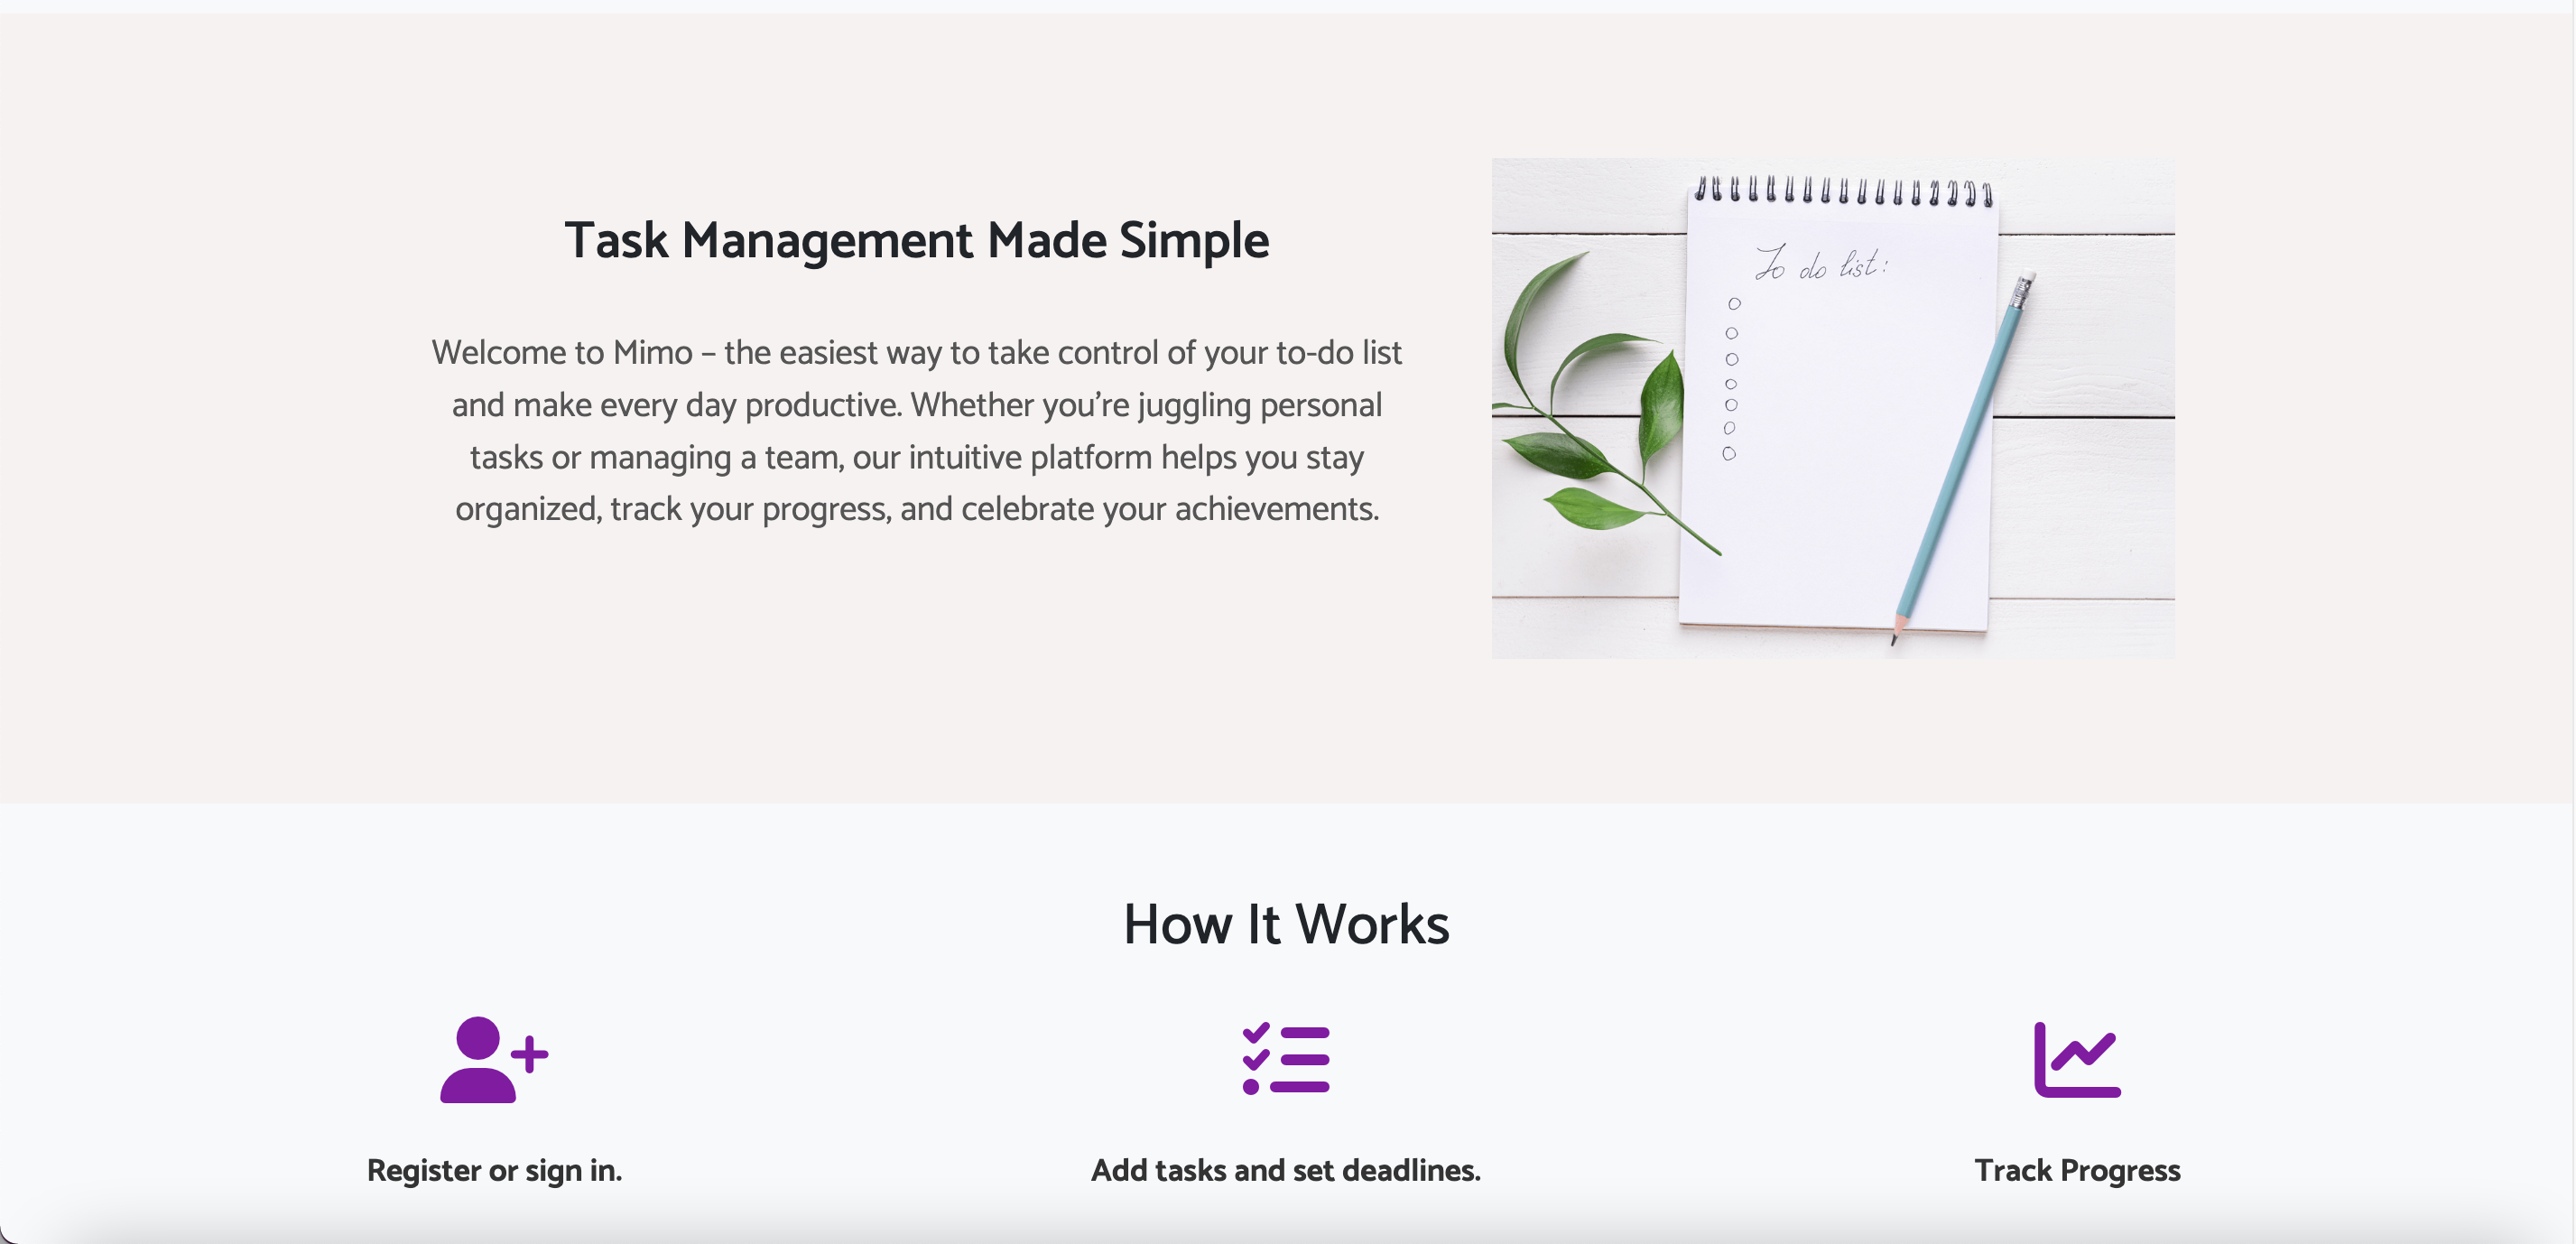 Task Management Made Simple
Welcome to Mimo – the easiest way to take control of your to-do list
and make every day productive. Whether you’re juggling personal
tasks or managing a team, our intuitive platform helps you stay
organized, track your progress, and celebrate your achievements.
To do list:
How It Works
Register or sign in.
Add tasks and set deadlines.
Track Progress